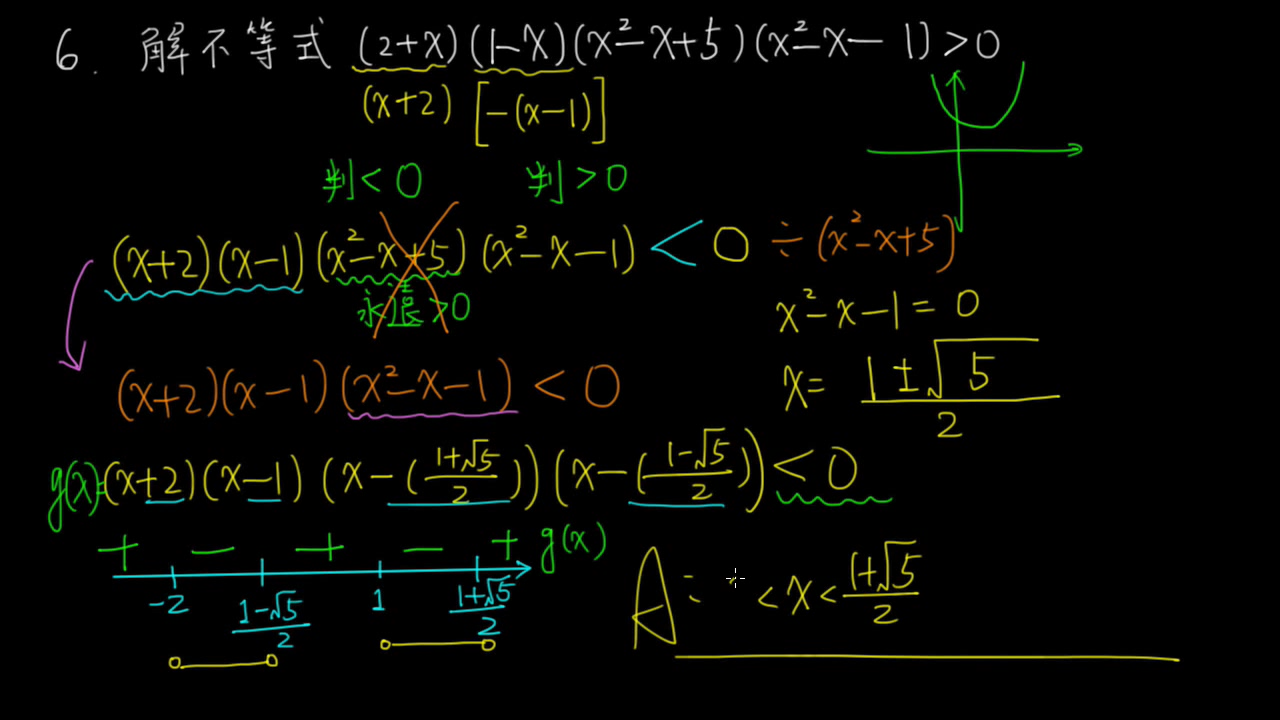 6. 解不等式 (2+x)(1-x)(x²-x+5)(x²-x-1)>0
(x+2) [-(x-1)]
判<0 判>0
(x+2)(x-1)(x²-x+5)(x²-x-1)<0 ÷(x²-x+5)
永遠>0
x²-x-1=0
(x+2)(x-1)(x²-x-1)<0
x=(1±√5)/2
g(x)=(x+2)(x-1)(x-((1+√5)/2))(x-((1-√5)/2))<0
+ - + - + g(x)
-2 (1-√5)/2 1 (1+√5)/2
A: <x<(1+√5)/2